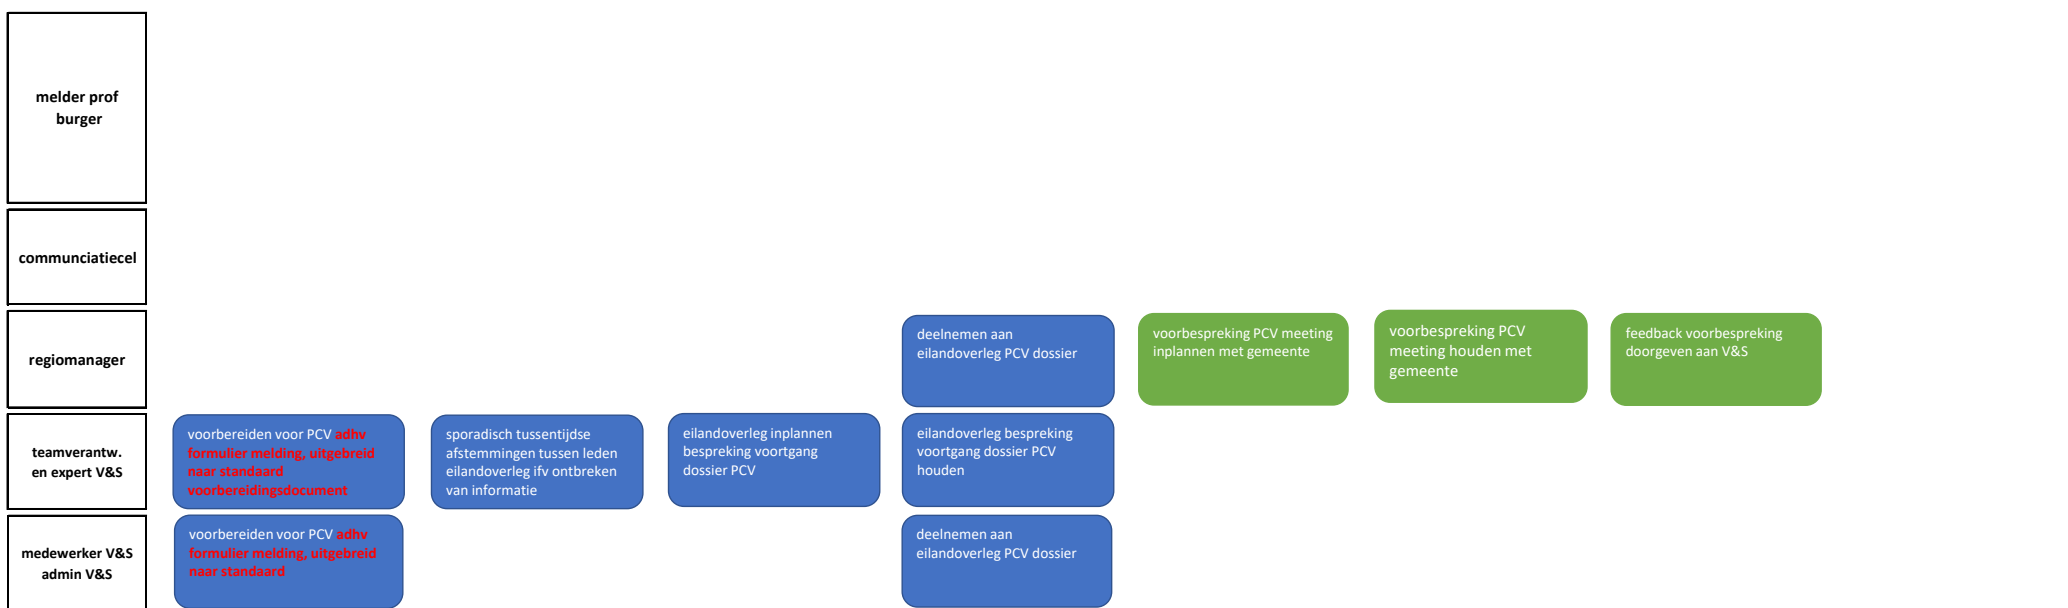 melder prof
burger
communciatiecel
regiomanager
deelnemen aan
eilandoverleg PCV dossier
voorbespreking PCV meeting
inplannen met gemeente
voorbespreking PCV
meeting houden met
gemeente
feedback voorbespreking
doorgeven aan V&S
teamverantw.
en expert V&S
voorbereiden voor PCV adhv
formulier melding, uitgebreid
naar standaard
voorbereidingsdocument
sporadisch tussentijdse
afstemmingen tussen leden
eilandoverleg ifv ontbreken
van informatie
eilandoverleg inplannen
bespreking voortgang
dossier PCV
eilandoverleg bespreking
voortgang dossier PCV
houden
medewerker V&S
admin V&S
voorbereiden voor PCV adhv
formulier melding, uitgebreid
naar standaard
deelnemen aan
eilandoverleg PCV dossier